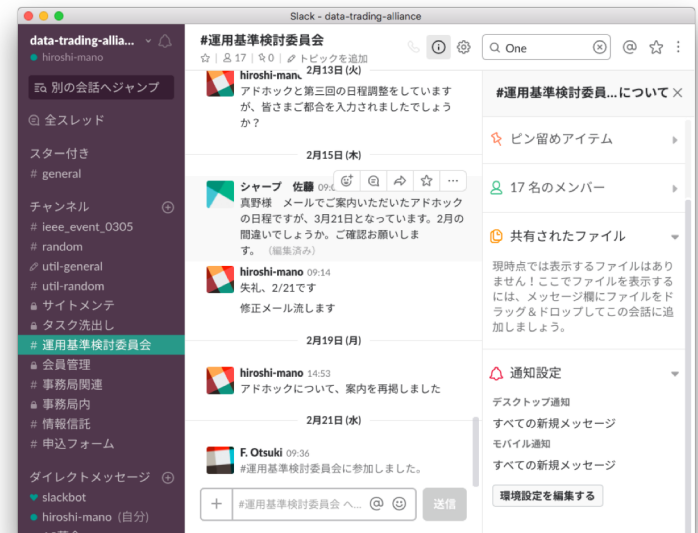 Slack - data-trading-alliance
data-trading-allia...
hiroshi-mano
別の会話へジャンプ
全スレッド
スター付き
# general
チャンネル
# ieee_event_0305
# random
util-general
# util-random
サイトメンテ
タスク洗出し
# 運用基準検討委員会
会員管理
# 事務局関連
事務局内
# 情報信託
# 申込フォーム
ダイレクトメッセージ
slackbot
hiroshi-mano (自分)
#運用基準検討委員会
17 | 0 | トピックを追加
One
hiroshi-mano
2月13日 (火)
アドホックと第三回の日程調整をしています
が、皆さまご都合を入力されましたでしょう
か？
2月15日 (木)
シャープ 佐藤 09:0
真野様 メールでご案内いただいたアドホック
の日程ですが、3月21日となっています。2月の
間違いでしょうか。ご確認お願いしま
す。 (編集済み)
hiroshi-mano 09:14
失礼、2/21です
修正メール流します
2月19日 (月)
hiroshi-mano 14:53
アドホックについて、案内を再掲しました
2月21日 (水)
F. Otsuki 09:36
#運用基準検討委員会に参加しました。
#運用基準検討委員会 へ...
送信
#運用基準検討委員...について
ピン留めアイテム
17 名のメンバー
共有されたファイル
現時点では表示するファイルはあり
ません！ここでファイルを表示する
には、メッセージ欄にファイルをド
ラッグ＆ドロップしてこの会話に追
加しましょう。
通知設定
デスクトップ通知
すべての新規メッセージ
モバイル通知
すべての新規メッセージ
環境設定を編集する